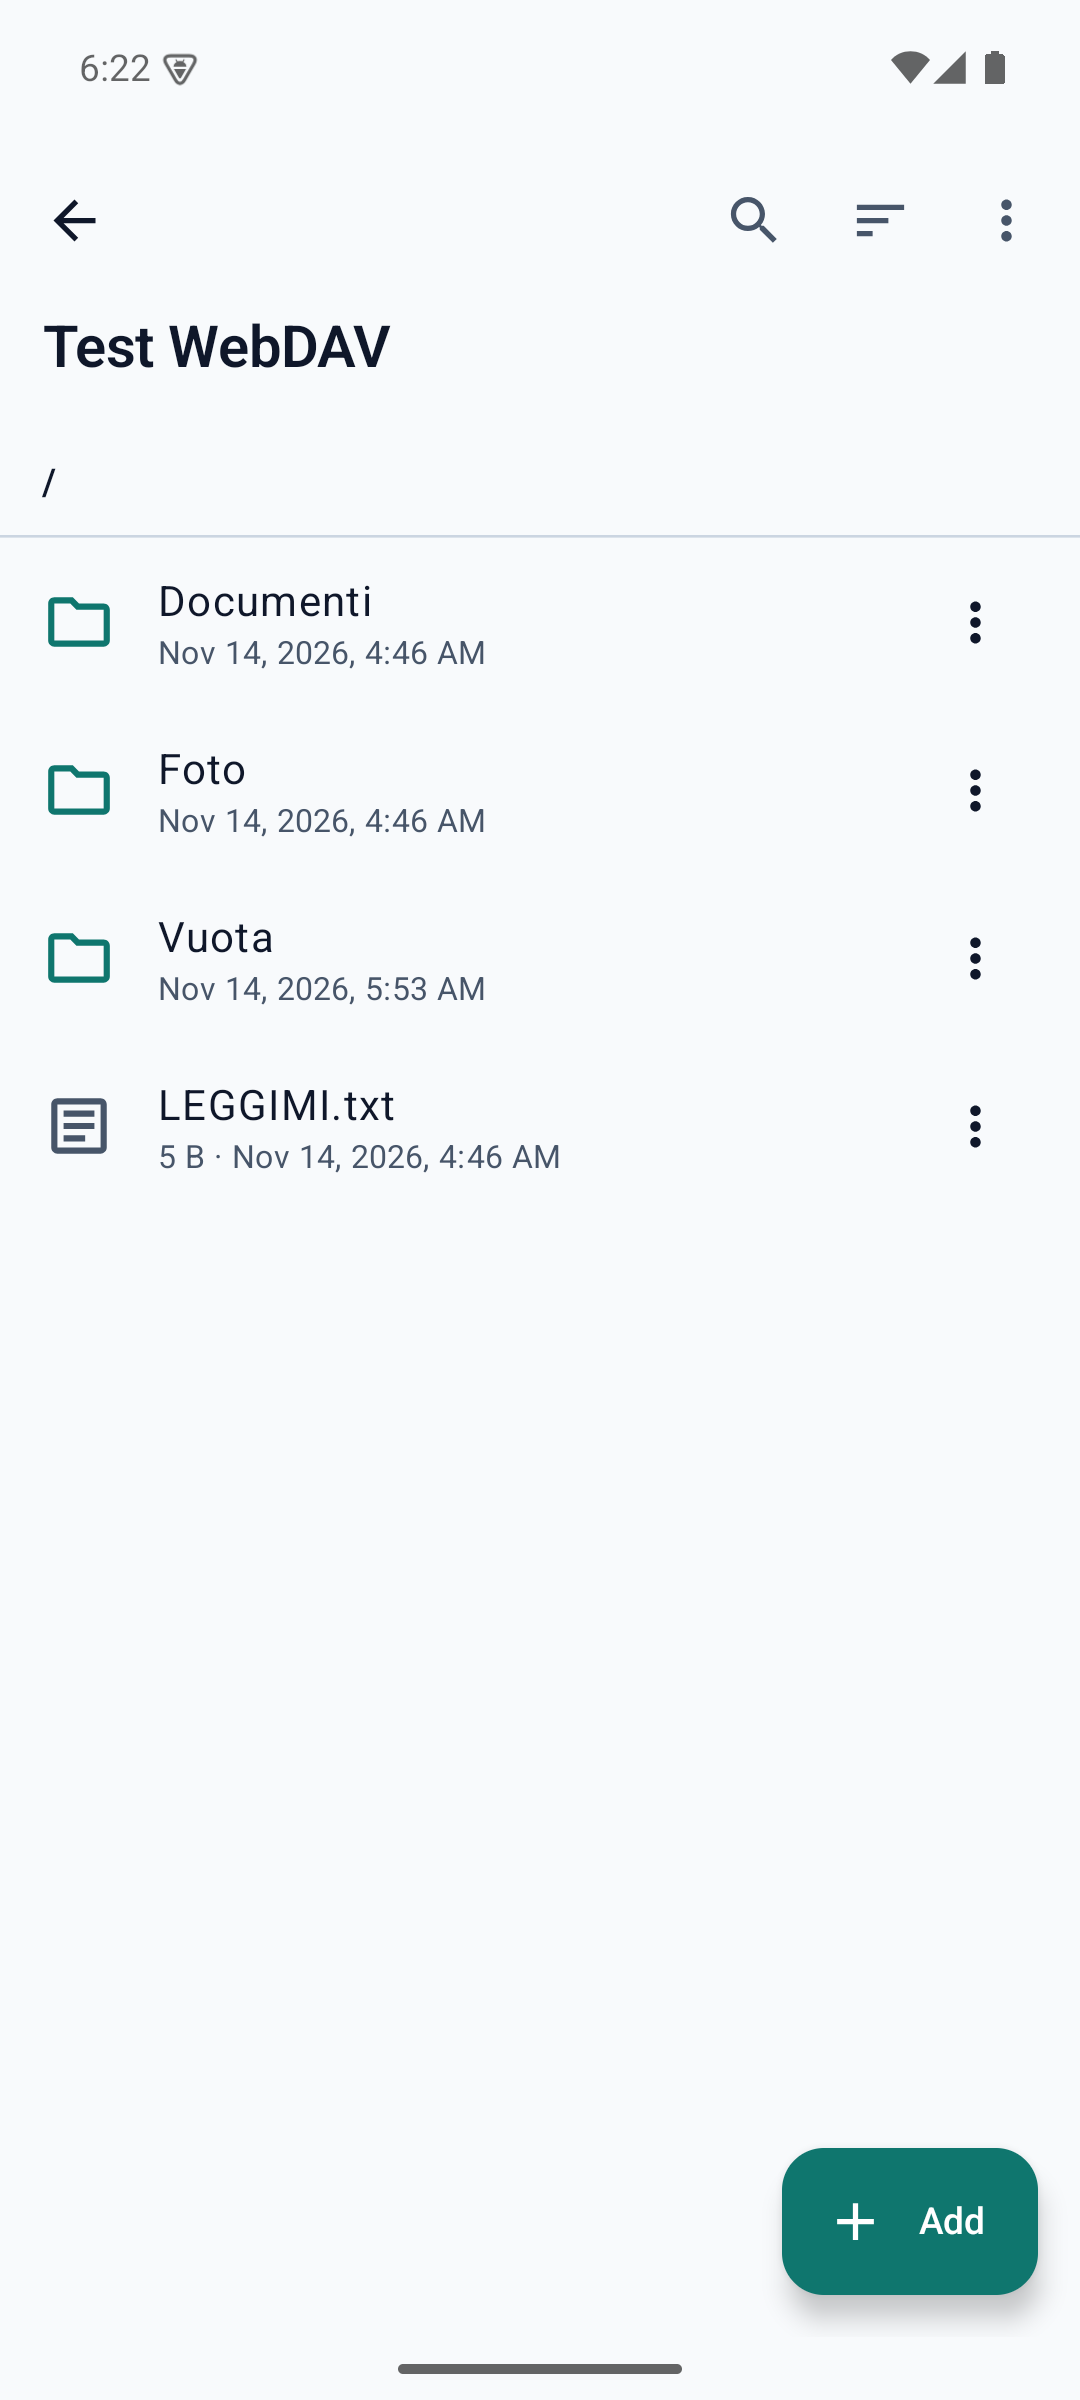 6:22
Test WebDAV
/
Documenti
Nov 14, 2026, 4:46 AM
Foto
Nov 14, 2026, 4:46 AM
Vuota
Nov 14, 2026, 5:53 AM
LEGGIMI.txt
5 B · Nov 14, 2026, 4:46 AM
Add